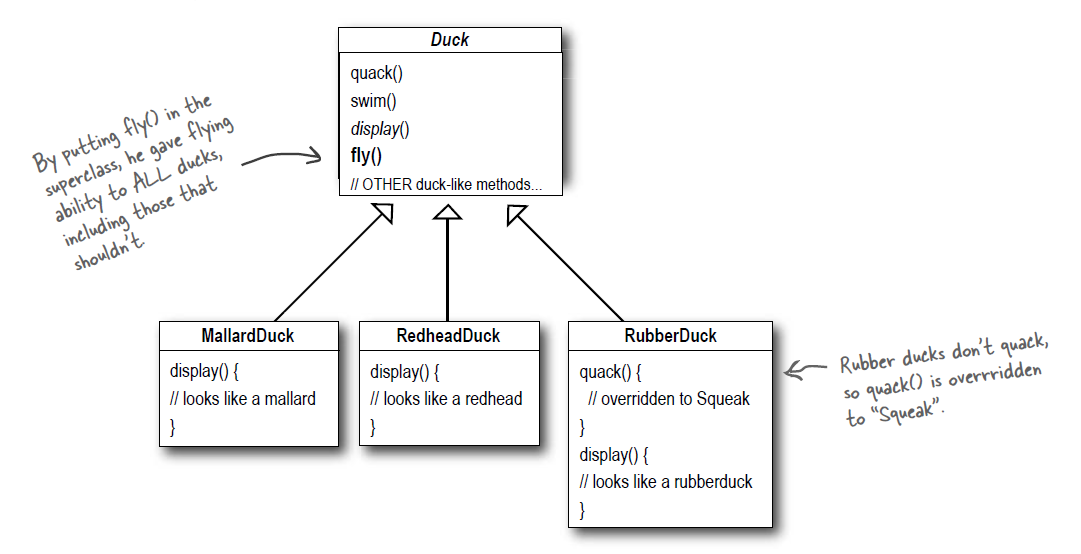 Duck
quack()
swim()
display()
fly()
// OTHER duck-like methods...
By putting fly() in the
superclass, he gave flying
ability to ALL ducks,
including those that
shouldn't.
MallardDuck
display() {
// looks like a mallard
}
RedheadDuck
display() {
// looks like a redhead
}
RubberDuck
quack() {
// overridden to Squeak
}
display() {
// looks like a rubberduck
}
Rubber ducks don't quack,
so quack() is overrridden
to "Squeak".